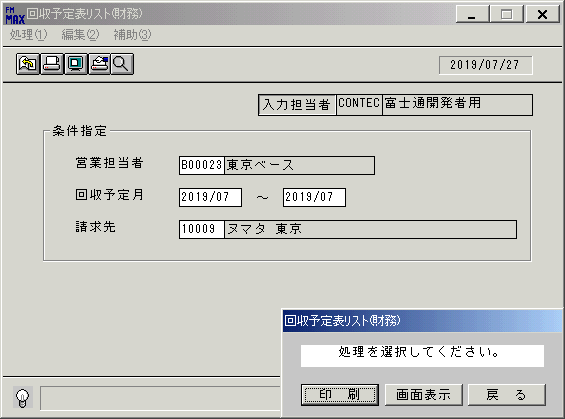 FM MAX 回収予定表リスト(財務)
処理(1) 編集(2) 補助(3)
2019/07/27
入力担当者 CONTEC 富士通開発者用
条件指定
営業担当者 B00023 東京ベース
回収予定月 2019/07 ～ 2019/07
請求先 10009 ヌマタ 東京
回収予定表リスト(財務)
処理を選択してください。
印 刷 画面表示 戻 る